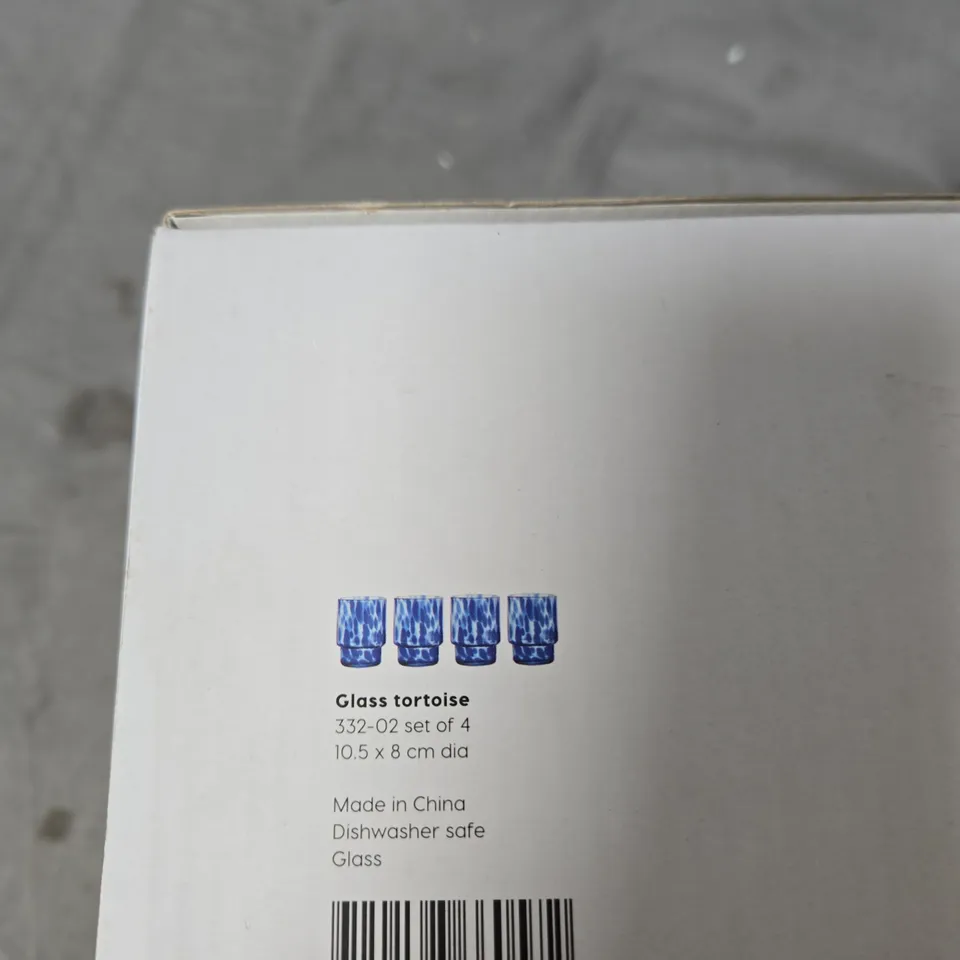 Glass tortoise
332-02 set of 4
10.5 x 8 cm dia
Made in China
Dishwasher safe
Glass